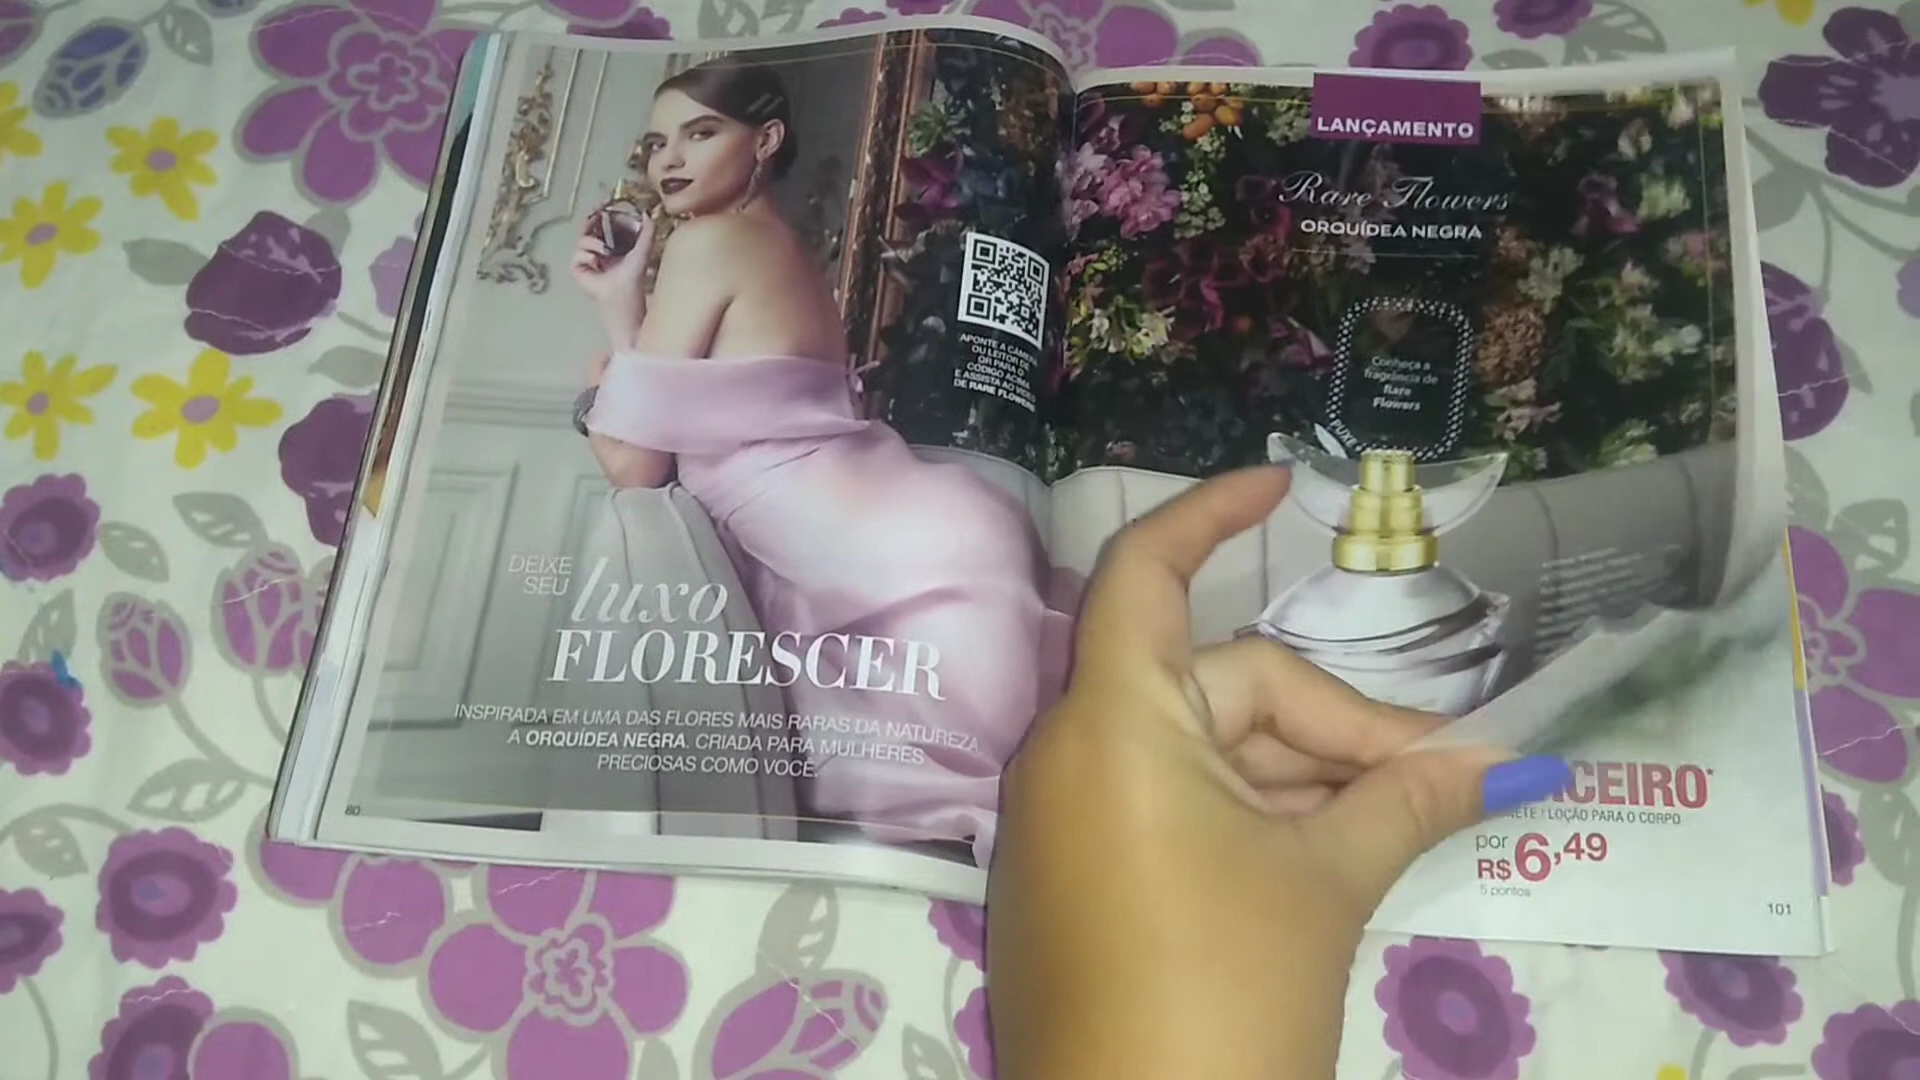 DEIXE
SEU luxo
FLORESCER
INSPIRADA EM UMA DAS FLORES MAIS RARAS DA NATUREZA
A ORQUÍDEA NEGRA. CRIADA PARA MULHERES
PRECIOSAS COMO VOCÊ.
80
APONTE A CÂMERA
OU LEITOR DE
QR PARA O
CÓDIGO ACIMA
E ASSISTA AO VÍDEO
DE RARE FLOWERS
LANÇAMENTO
Rare Flowers
ORQUÍDEA NEGRA
Conheça a
fragrância de
Rare
Flowers
PUXE
CEIRO*
LOÇÃO PARA O CORPO
por
R$6,49
5 pontos
101